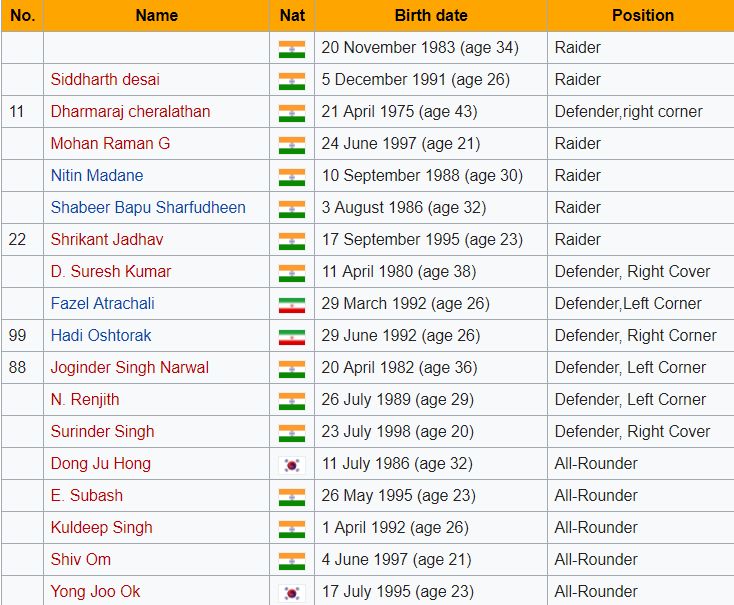 No. Name Nat Birth date Position
20 November 1983 (age 34) Raider
Siddharth desai 5 December 1991 (age 26) Raider
11 Dharmaraj cheralathan 21 April 1975 (age 43) Defender,right corner
Mohan Raman G 24 June 1997 (age 21) Raider
Nitin Madane 10 September 1988 (age 30) Raider
Shabeer Bapu Sharfudheen 3 August 1986 (age 32) Raider
22 Shrikant Jadhav 17 September 1995 (age 23) Raider
D. Suresh Kumar 11 April 1980 (age 38) Defender, Right Cover
Fazel Atrachali 29 March 1992 (age 26) Defender,Left Corner
99 Hadi Oshtorak 29 June 1992 (age 26) Defender, Right Corner
88 Joginder Singh Narwal 20 April 1982 (age 36) Defender, Left Corner
N. Renjith 26 July 1989 (age 29) Defender, Left Corner
Surinder Singh 23 July 1998 (age 20) Defender, Right Cover
Dong Ju Hong 11 July 1986 (age 32) All-Rounder
E. Subash 26 May 1995 (age 23) All-Rounder
Kuldeep Singh 1 April 1992 (age 26) All-Rounder
Shiv Om 4 June 1997 (age 21) All-Rounder
Yong Joo Ok 17 July 1995 (age 23) All-Rounder